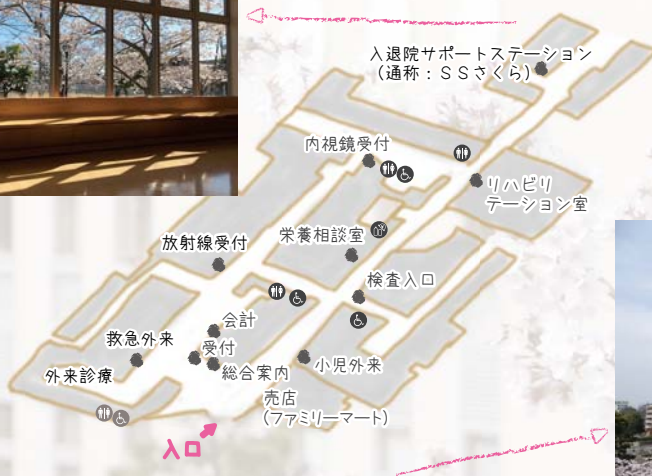 入退院サポートステーション
（通称：ＳＳさくら）
内視鏡受付
リハビリ
テーション室
放射線受付
栄養相談室
検査入口
会計
救急外来
受付
総合案内
小児外来
外来診療
売店
（ファミリーマート）
入口